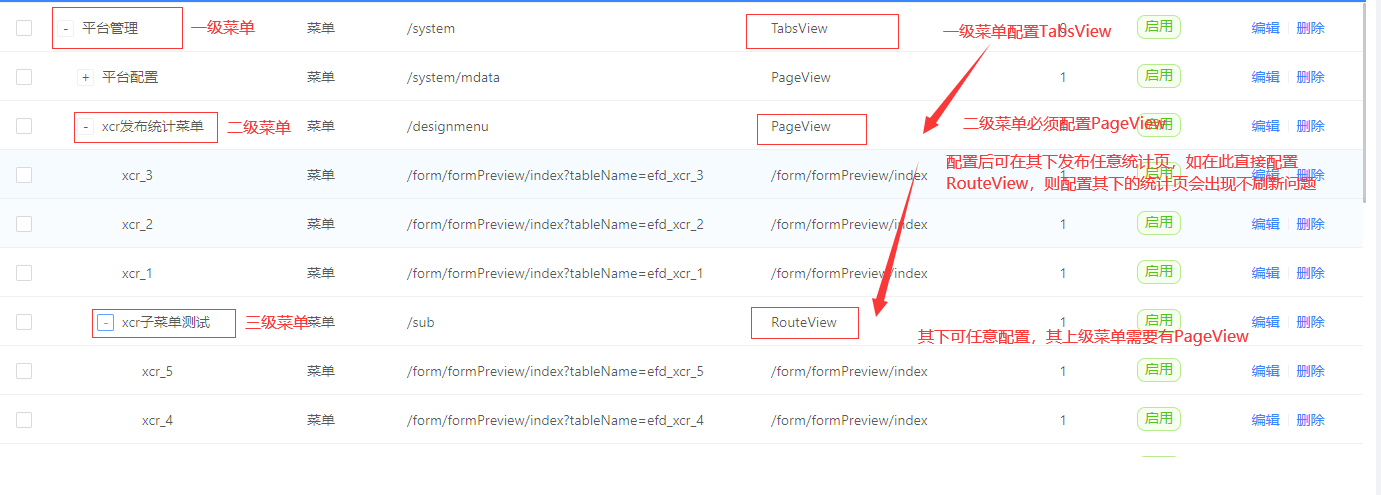 - 平台管理 一级菜单 菜单 /system TabsView 一级菜单配置TabsView 0 启用 编辑 删除
+ 平台配置 菜单 /system/mdata PageView 1 启用 编辑 删除
- xcr发布统计菜单 二级菜单 菜单 /designmenu PageView 二级菜单必须配置PageView 1 启用 编辑 删除
配置后可在其下发布任意统计页，如在此直接配置
RouteView，则配置其下的统计页会出现不刷新问题
xcr_3 菜单 /form/formPreview/index?tableName=efd_xcr_3 /form/formPreview/index 1 启用 编辑 删除
xcr_2 菜单 /form/formPreview/index?tableName=efd_xcr_2 /form/formPreview/index 1 启用 编辑 删除
xcr_1 菜单 /form/formPreview/index?tableName=efd_xcr_1 /form/formPreview/index 1 启用 编辑 删除
- xcr子菜单测试 三级菜单 菜单 /sub RouteView 1 启用 编辑 删除
其下可任意配置，其上级菜单需要有PageView
xcr_5 菜单 /form/formPreview/index?tableName=efd_xcr_5 /form/formPreview/index 1 启用 编辑 删除
xcr_4 菜单 /form/formPreview/index?tableName=efd_xcr_4 /form/formPreview/index 1 启用 编辑 删除